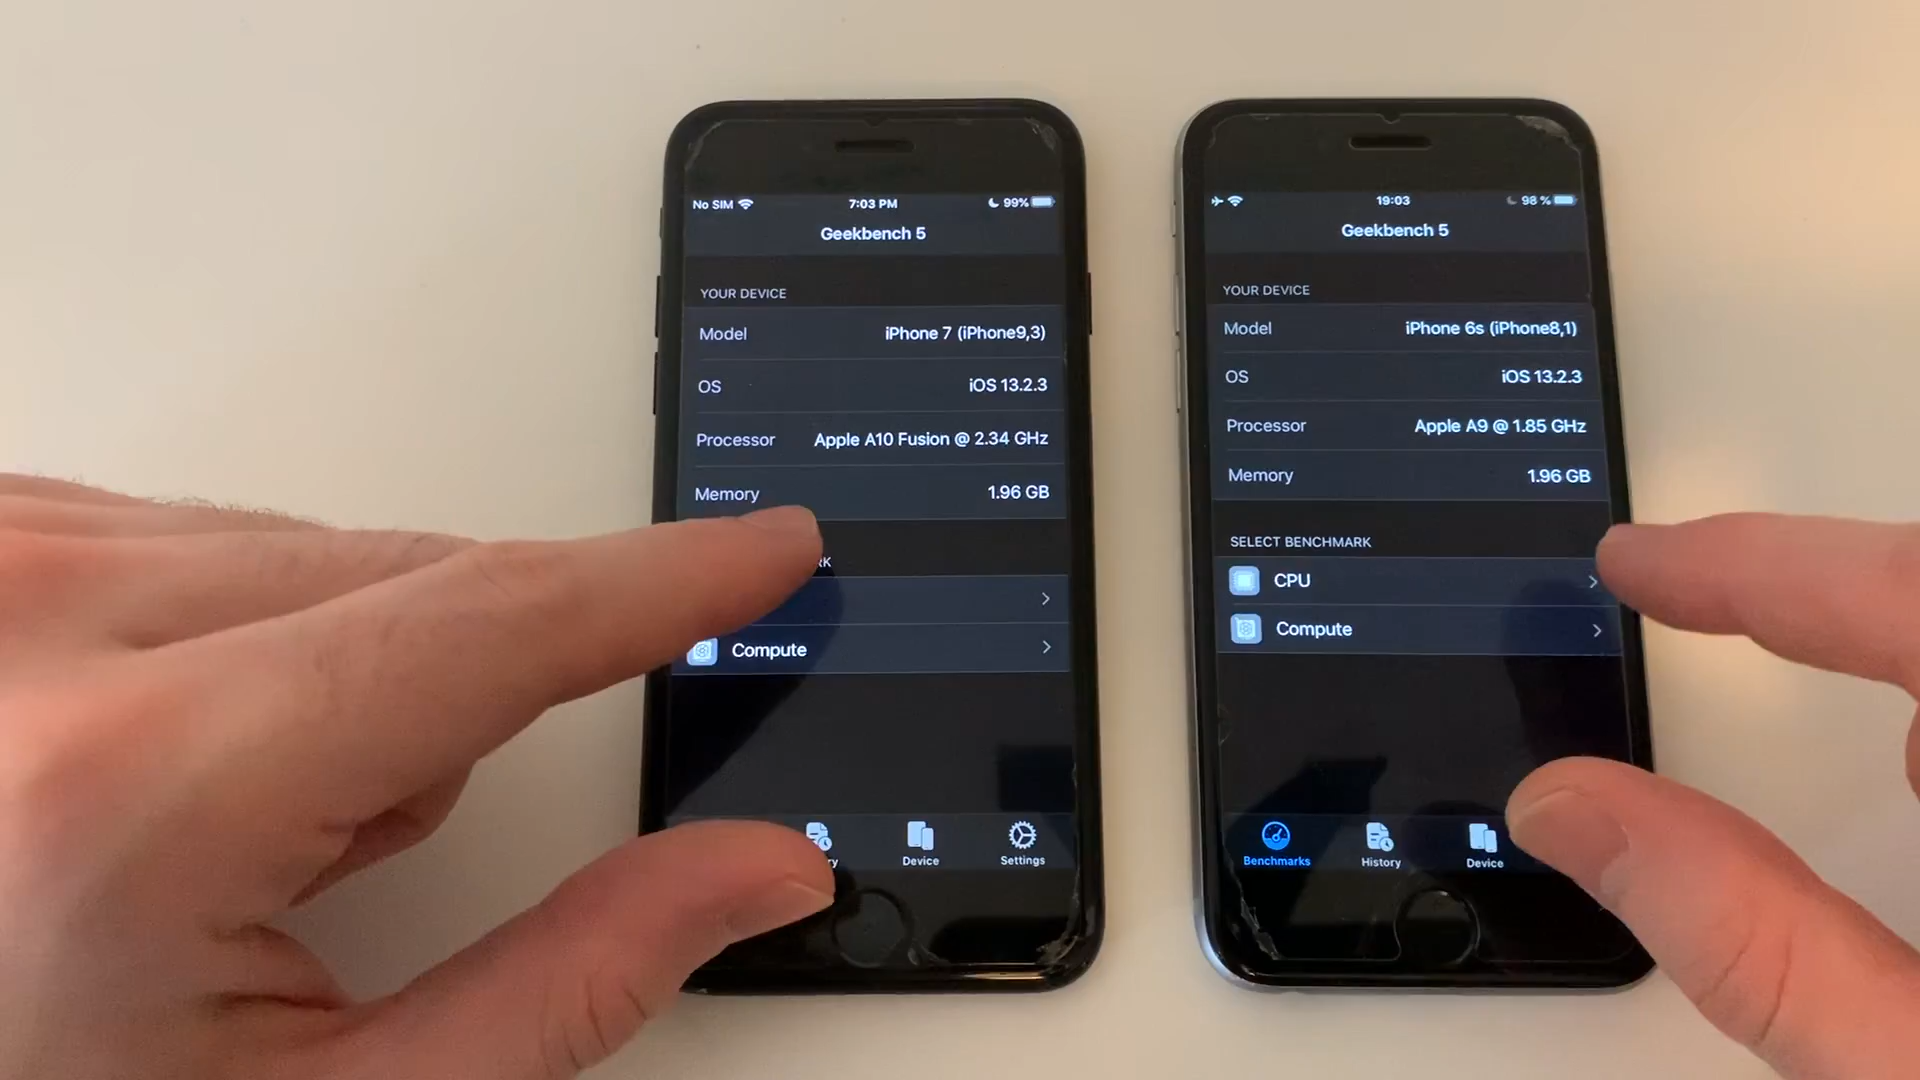 No SIM 7:03 PM 99%
Geekbench 5
YOUR DEVICE
Model iPhone 7 (iPhone9,3)
OS iOS 13.2.3
Processor Apple A10 Fusion @ 2.34 GHz
Memory 1.96 GB
RK
Compute
ry Device Settings
19:03 98 %
Geekbench 5
YOUR DEVICE
Model iPhone 6s (iPhone8,1)
OS iOS 13.2.3
Processor Apple A9 @ 1.85 GHz
Memory 1.96 GB
SELECT BENCHMARK
CPU
Compute
Benchmarks History Device